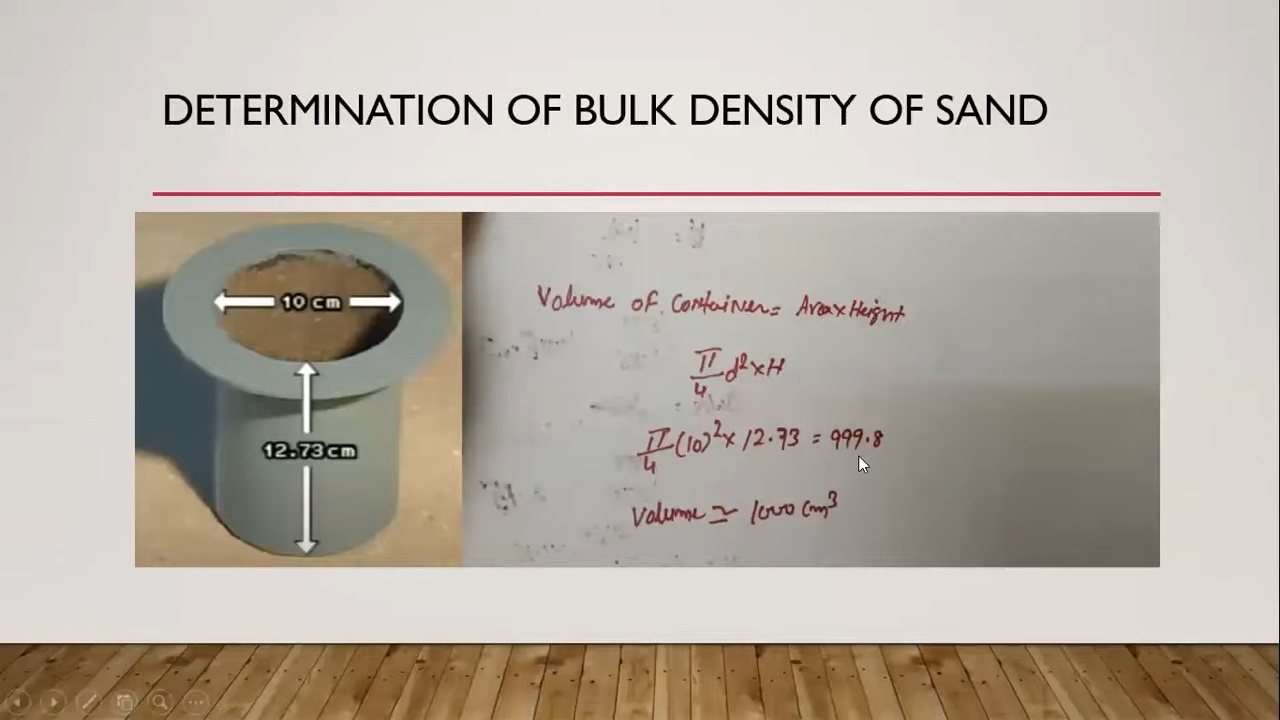 DETERMINATION OF BULK DENSITY OF SAND
10 cm
12.73cm
Volume of Container = Area x Height
π/4 d² x H
π/4 (10)² x 12.73 = 999.8
Volume ≃ 1000 cm³